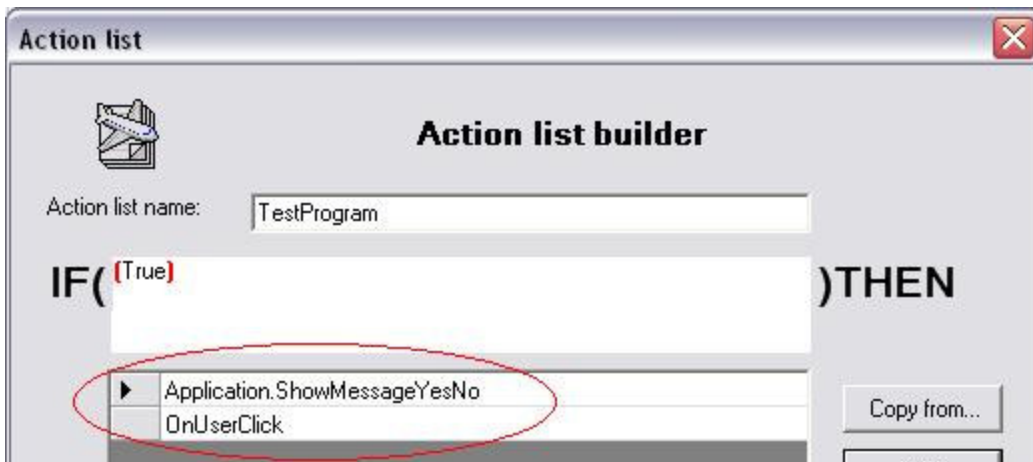 Action list
Action list builder
Action list name: TestProgram
IF( (True) )THEN
Application.ShowMessageYesNo
OnUserClick
Copy from...